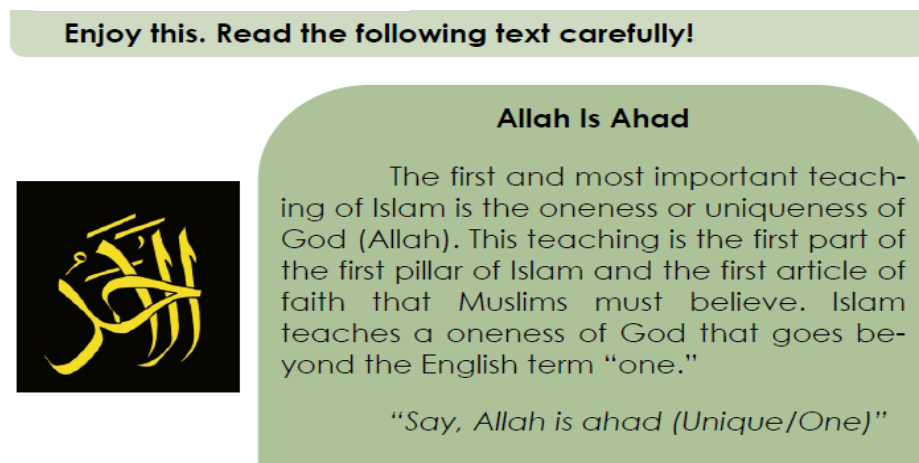 Enjoy this. Read the following text carefully!
Allah Is Ahad
The first and most important teach-
ing of Islam is the oneness or uniqueness of
God (Allah). This teaching is the first part of
the first pillar of Islam and the first article of
faith that Muslims must believe. Islam
teaches a oneness of God that goes be-
yond the English term “one.”
“Say, Allah is ahad (Unique/One)”